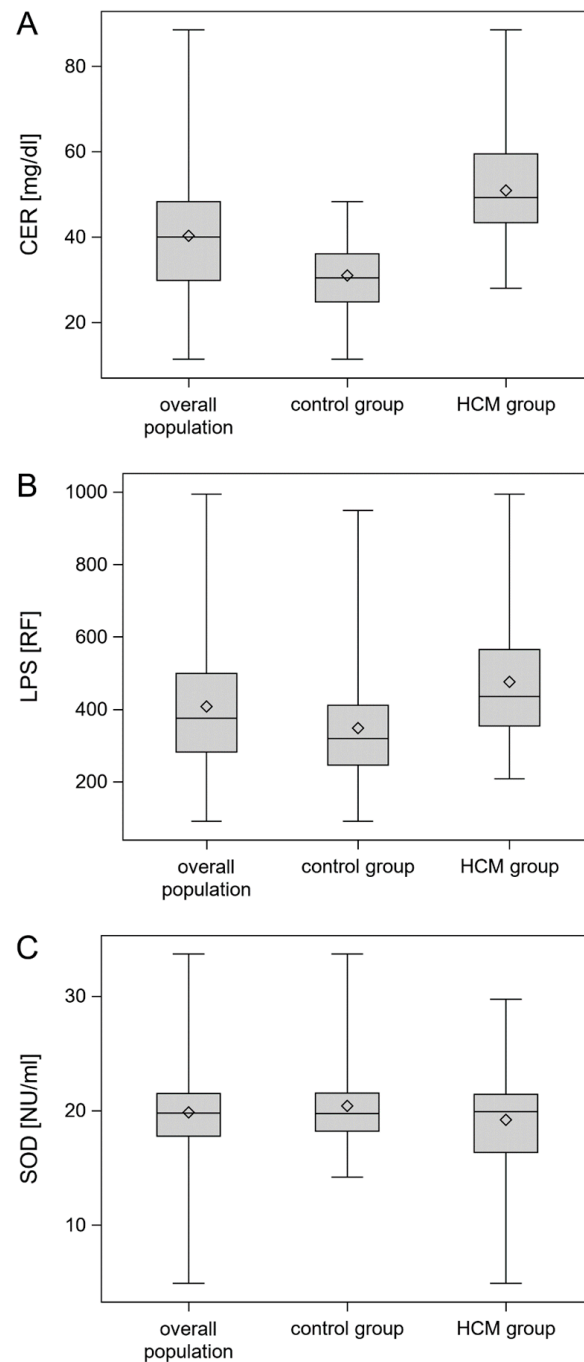 A
CER [mg/dl]
80
60
40
20
overall
population
control group
HCM group
B
LPS [RF]
1000
800
600
400
200
overall
population
control group
HCM group
C
SOD [NU/ml]
30
20
10
overall
population
control group
HCM group